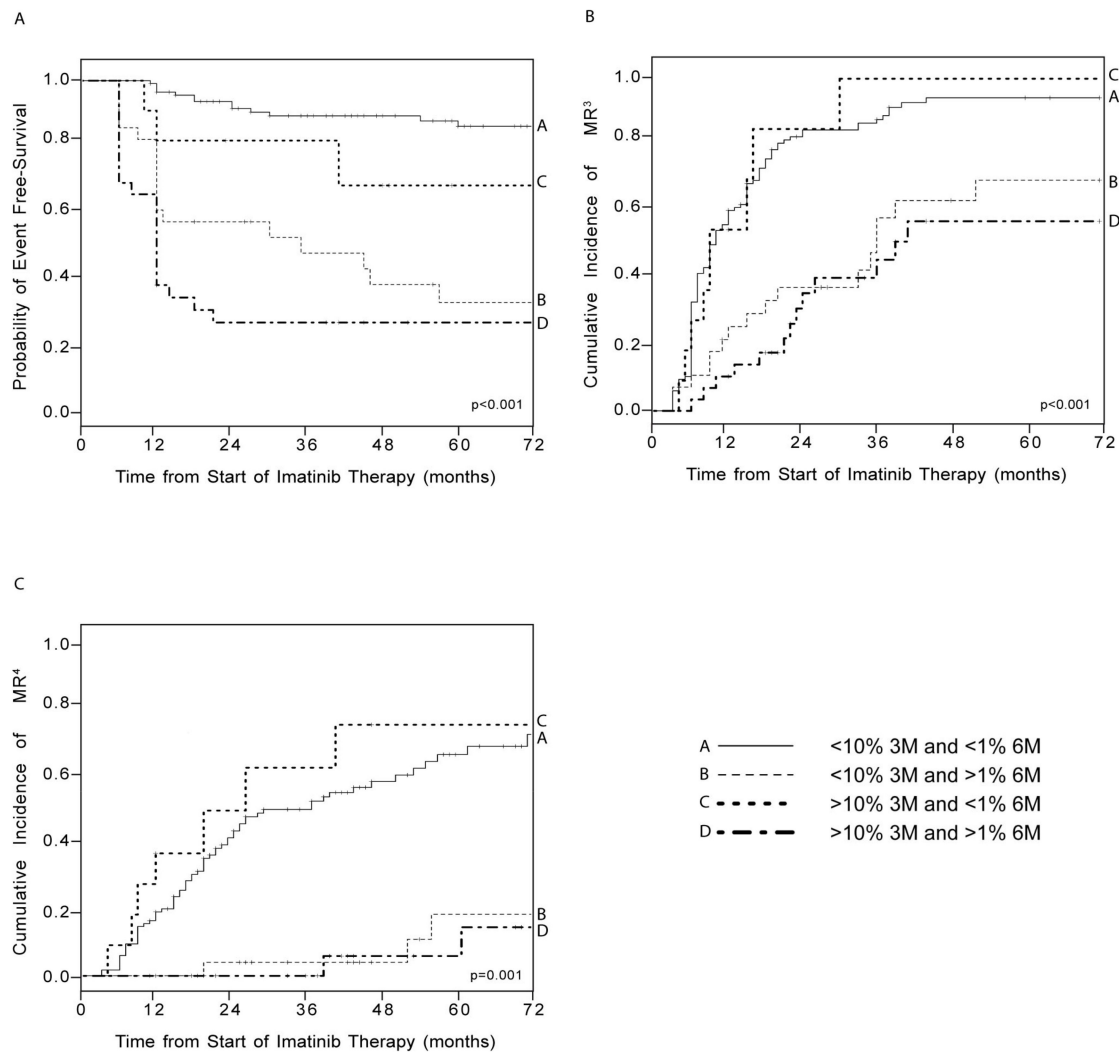 A
Probability of Event Free-Survival
1.0
0.8
0.6
0.4
0.2
0.0
A
C
B
D
p<0.001
0 12 24 36 48 60 72
Time from Start of Imatinib Therapy (months)
B
Cumulative Incidence of MR³
1.0
0.8
0.6
0.4
0.2
0.0
C
A
B
D
p<0.001
0 12 24 36 48 60 72
Time from Start of Imatinib Therapy (months)
C
Cumulative Incidence of MR⁴
1.0
0.8
0.6
0.4
0.2
0.0
C
A
B
D
p=0.001
0 12 24 36 48 60 72
Time from Start of Imatinib Therapy (months)
A <10% 3M and <1% 6M
B <10% 3M and >1% 6M
C >10% 3M and <1% 6M
D >10% 3M and >1% 6M